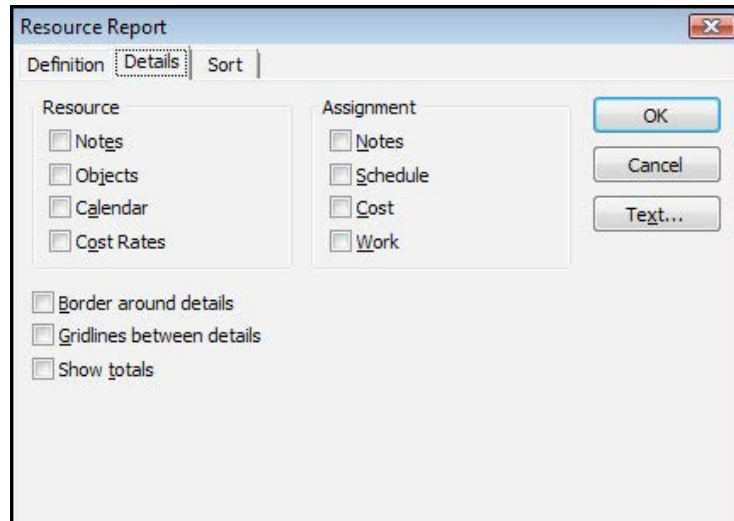 Resource Report
Definition Details Sort
Resource
Notes
Objects
Calendar
Cost Rates
Assignment
Notes
Schedule
Cost
Work
OK
Cancel
Text...
Border around details
Gridlines between details
Show totals